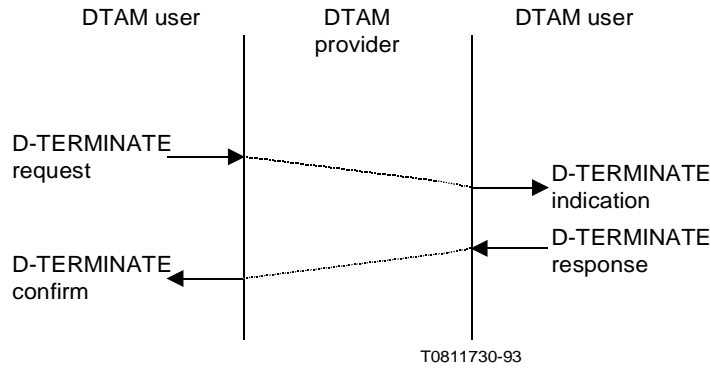 DTAM user
DTAM
provider
DTAM user
D-TERMINATE
request
D-TERMINATE
indication
D-TERMINATE
response
D-TERMINATE
confirm
T0811730-93